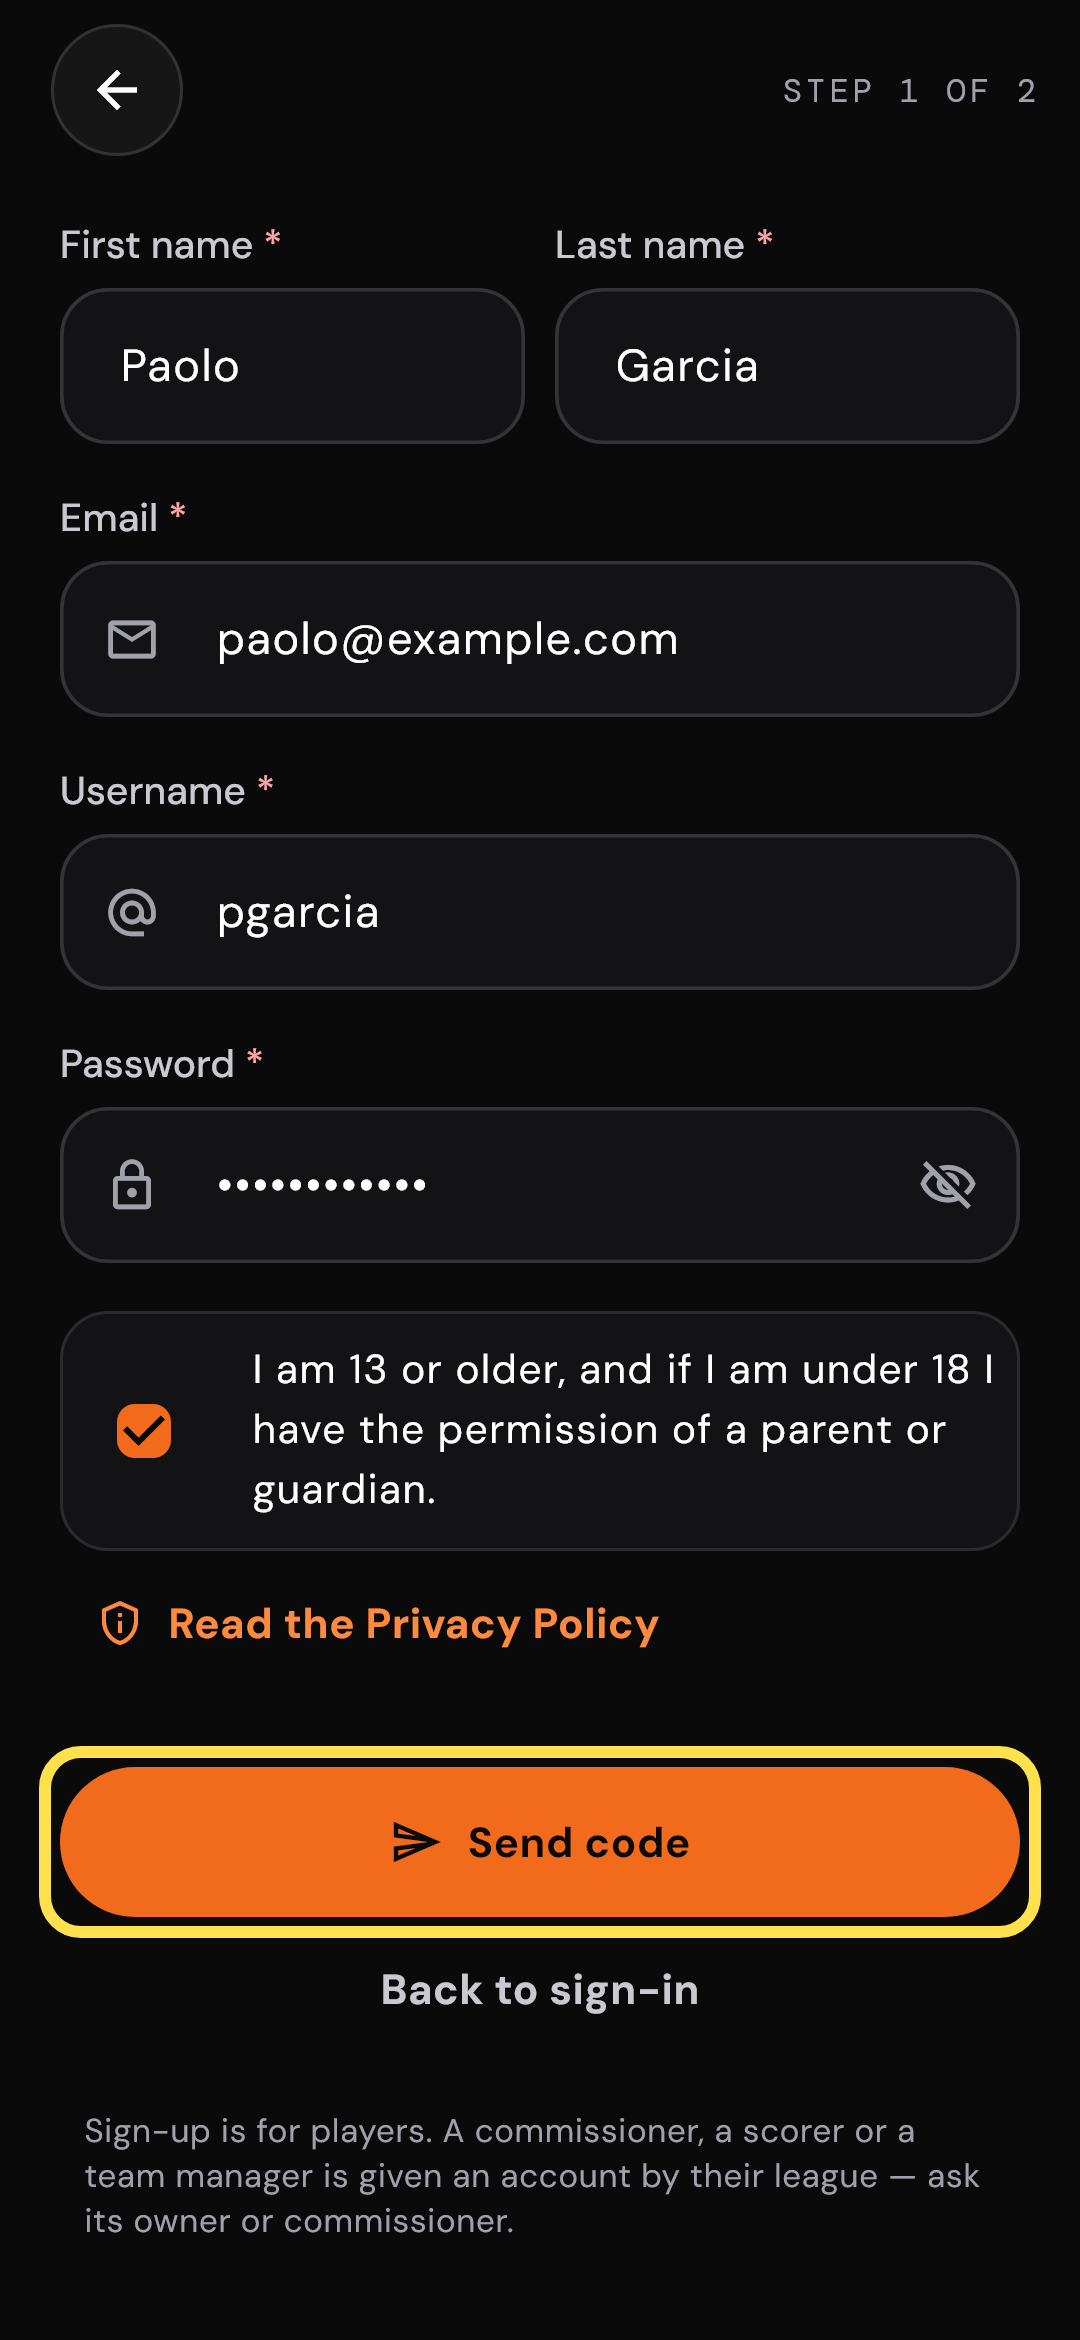 STEP 1 OF 2
First name *
Last name *
Paolo
Garcia
Email *
paolo@example.com
Username *
pgarcia
Password *
••••••••••••
I am 13 or older, and if I am under 18 I
have the permission of a parent or
guardian.
Read the Privacy Policy
Send code
Back to sign-in
Sign-up is for players. A commissioner, a scorer or a
team manager is given an account by their league — ask
its owner or commissioner.